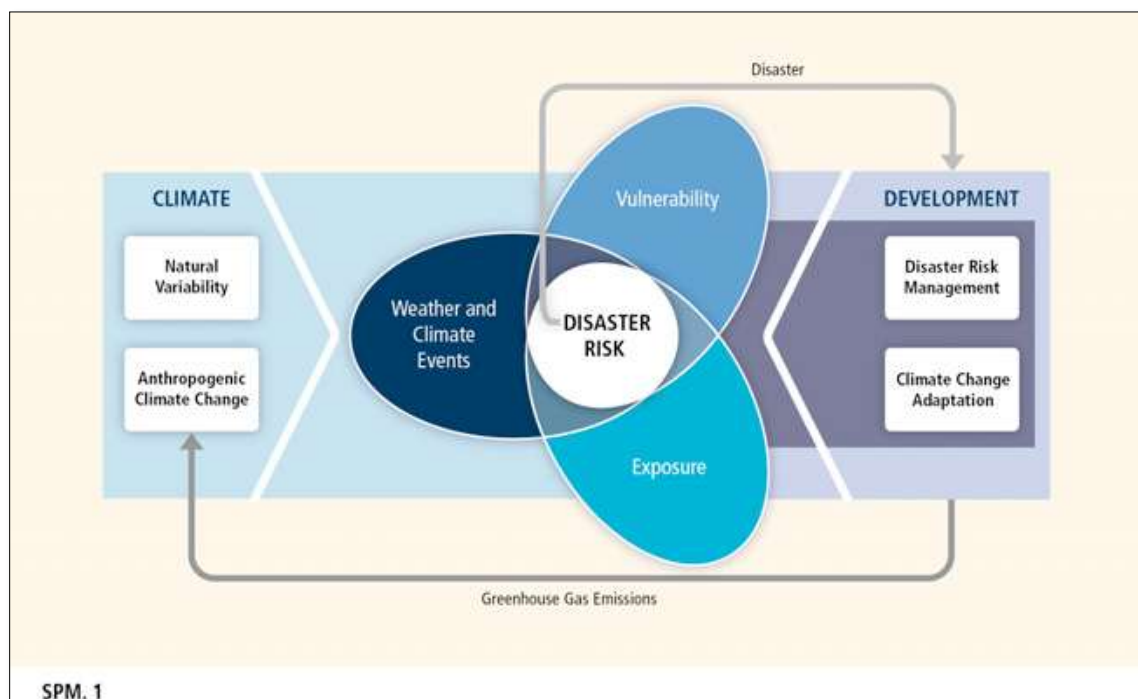 Disaster
CLIMATE
Natural
Variability
Anthropogenic
Climate Change
Vulnerability
Weather and
Climate
Events
DISASTER
RISK
Exposure
DEVELOPMENT
Disaster Risk
Management
Climate Change
Adaptation
Greenhouse Gas Emissions
SPM. 1